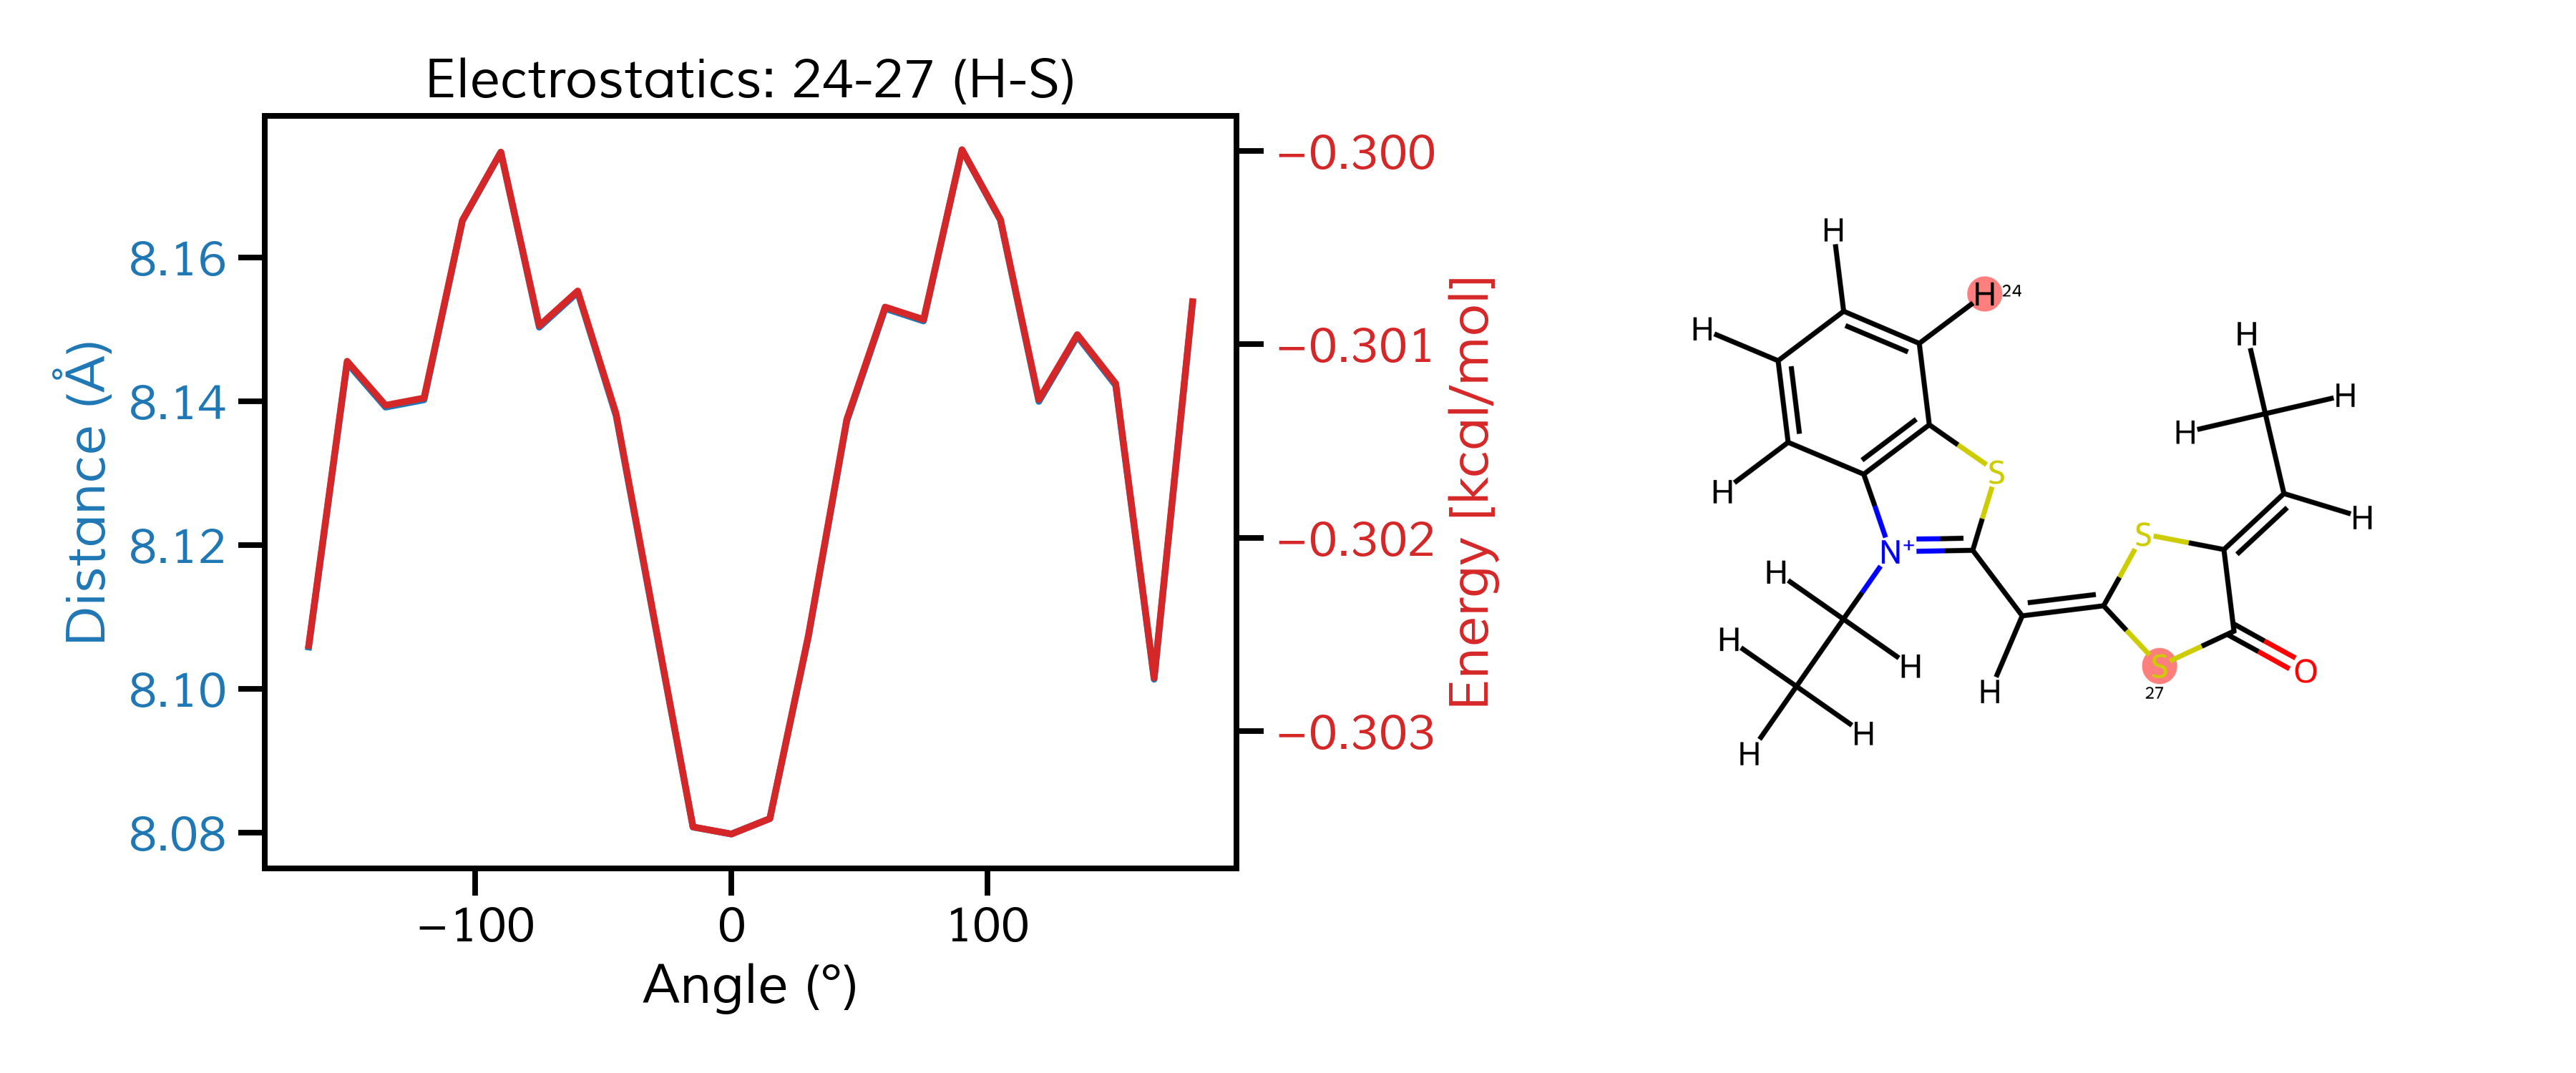 Electrostatics: 24-27 (H-S)
Distance (Å)
8.16
8.14
8.12
8.10
8.08
−100
0
100
Angle (°)
−0.300
−0.301
−0.302
−0.303
Energy [kcal/mol]
H
H 24
H
H
H
H
H
S
S
H
H
N+
H
H
H
S
27
O
H
H
H
H